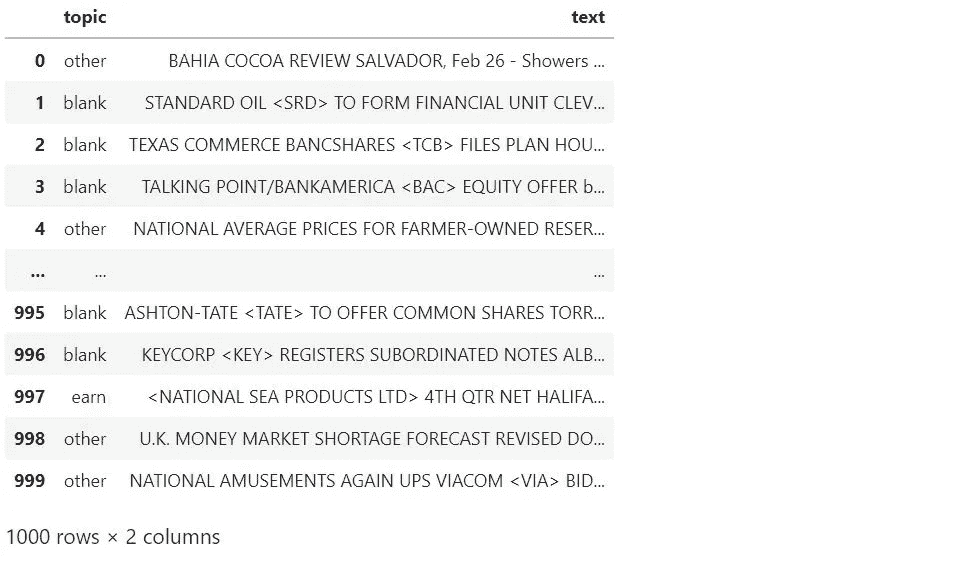 topic text
0 other BAHIA COCOA REVIEW SALVADOR, Feb 26 - Showers ...
1 blank STANDARD OIL <SRD> TO FORM FINANCIAL UNIT CLEV...
2 blank TEXAS COMMERCE BANCSHARES <TCB> FILES PLAN HOU...
3 blank TALKING POINT/BANKAMERICA <BAC> EQUITY OFFER b...
4 other NATIONAL AVERAGE PRICES FOR FARMER-OWNED RESER...
... ... ...
995 blank ASHTON-TATE <TATE> TO OFFER COMMON SHARES TORR...
996 blank KEYCORP <KEY> REGISTERS SUBORDINATED NOTES ALB...
997 earn <NATIONAL SEA PRODUCTS LTD> 4TH QTR NET HALIFA...
998 other U.K. MONEY MARKET SHORTAGE FORECAST REVISED DO...
999 other NATIONAL AMUSEMENTS AGAIN UPS VIACOM <VIA> BID...
1000 rows × 2 columns